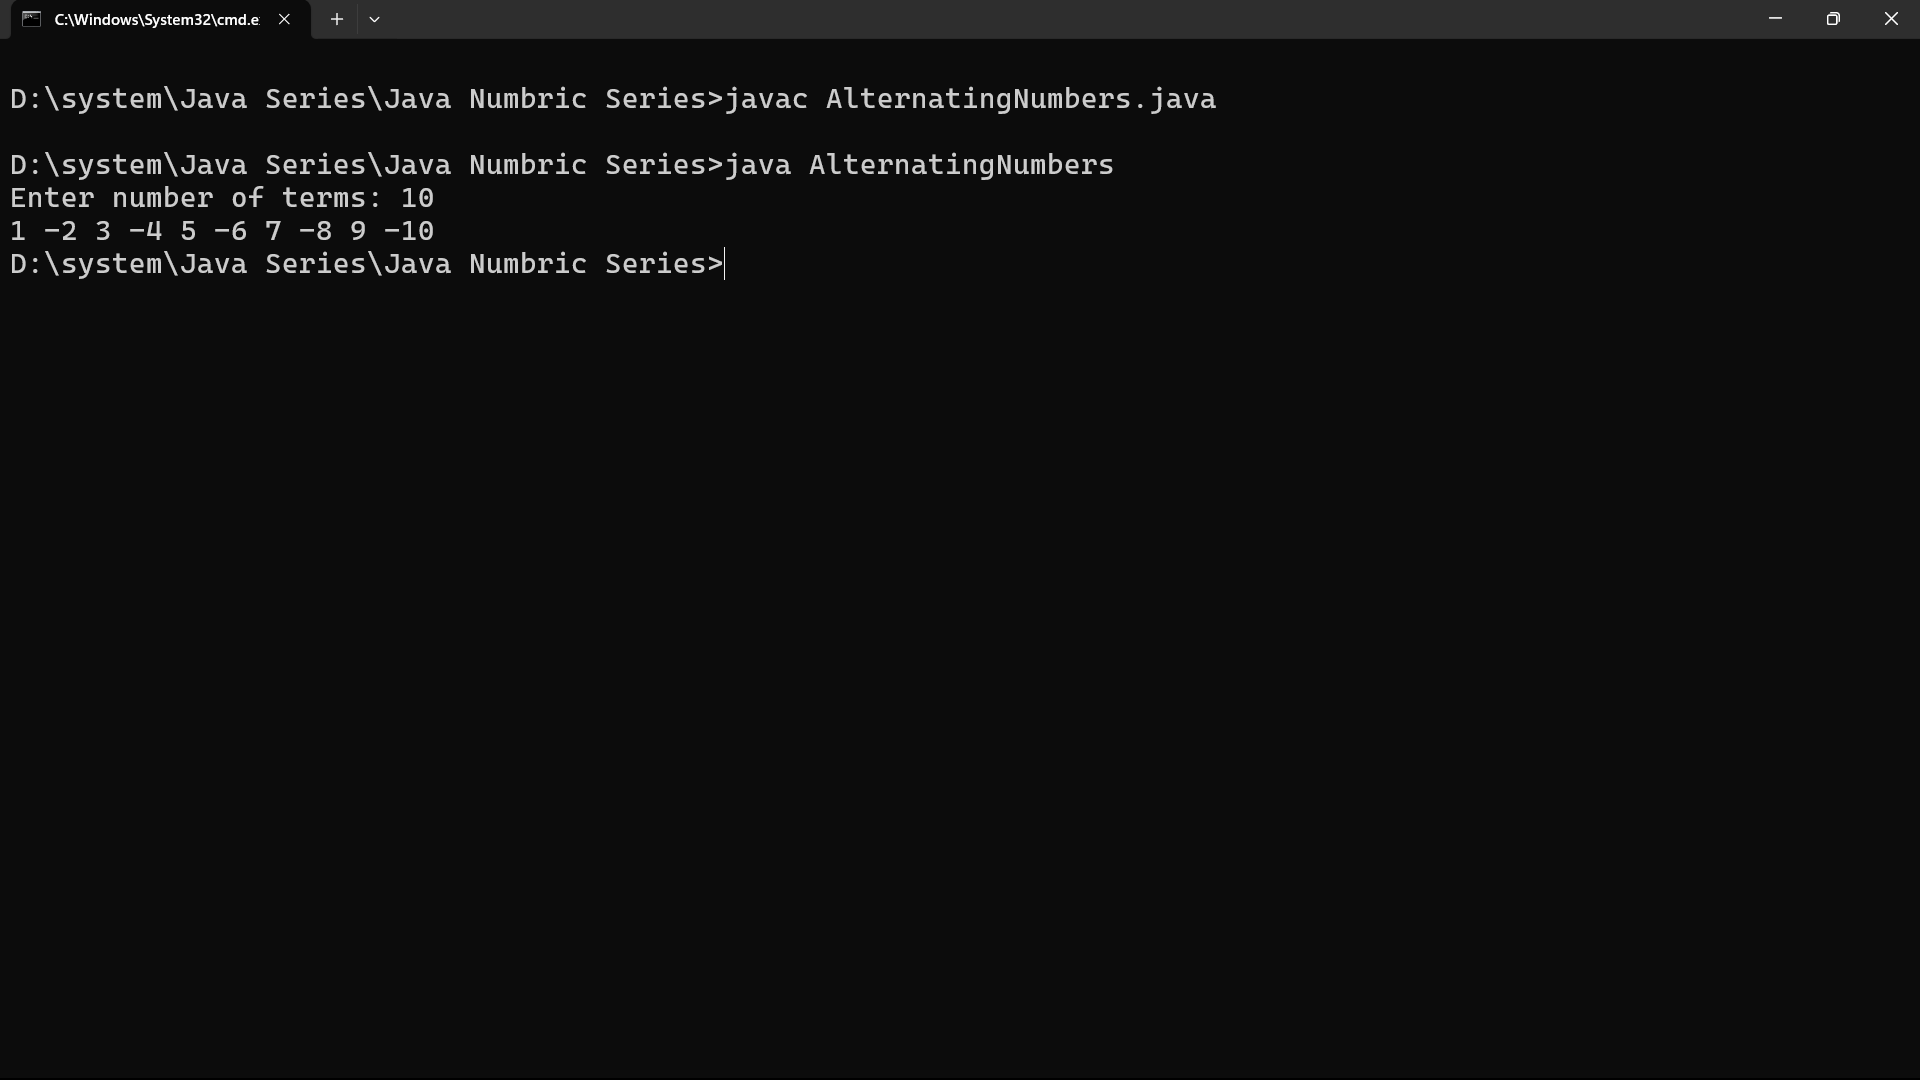 C:\Windows\System32\cmd.e
D:\system\Java Series\Java Numbric Series>javac AlternatingNumbers.java
D:\system\Java Series\Java Numbric Series>java AlternatingNumbers
Enter number of terms: 10
1 -2 3 -4 5 -6 7 -8 9 -10
D:\system\Java Series\Java Numbric Series>